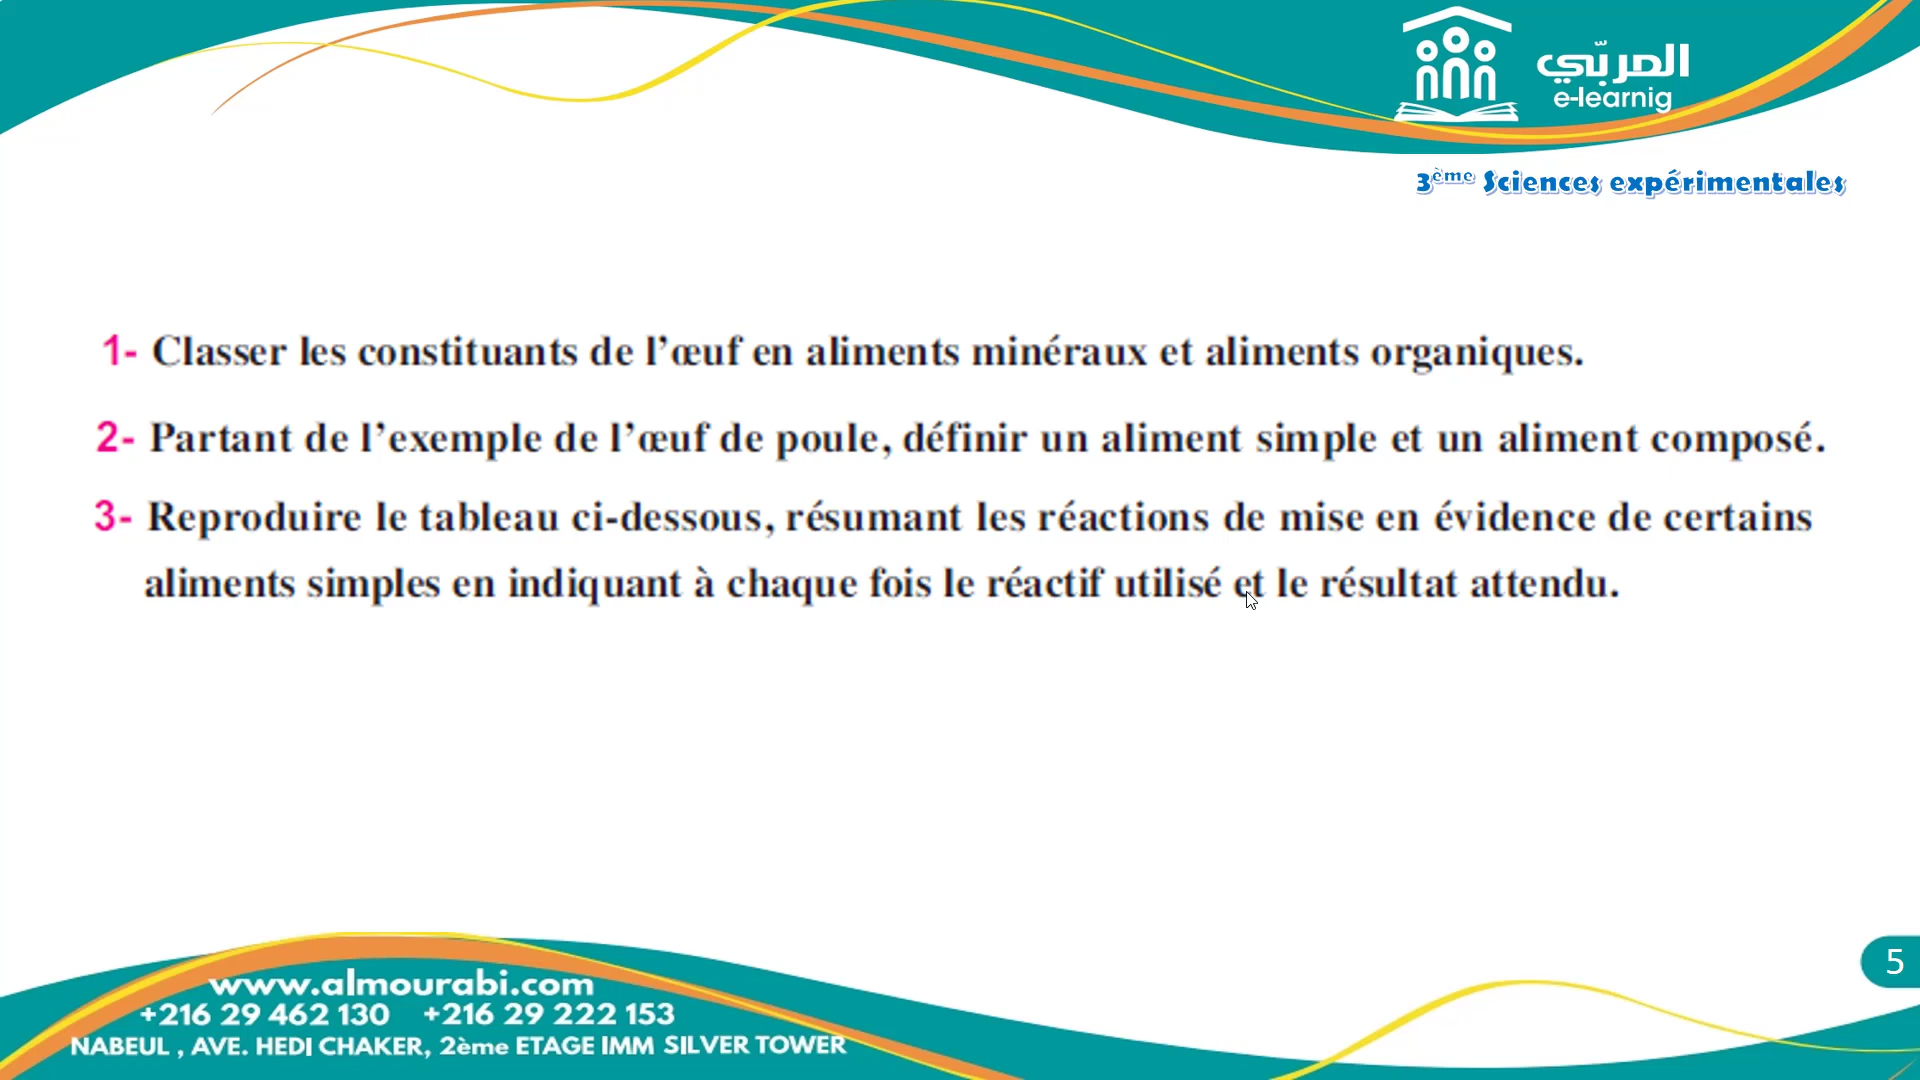 المربّي
e-learnig
3ème Sciences expérimentales
1- Classer les constituants de l’œuf en aliments minéraux et aliments organiques.
2- Partant de l’exemple de l’œuf de poule, définir un aliment simple et un aliment composé.
3- Reproduire le tableau ci-dessous, résumant les réactions de mise en évidence de certains
aliments simples en indiquant à chaque fois le réactif utilisé et le résultat attendu.
5
www.almourabi.com
+216 29 462 130 +216 29 222 153
NABEUL , AVE. HEDI CHAKER, 2ème ETAGE IMM SILVER TOWER